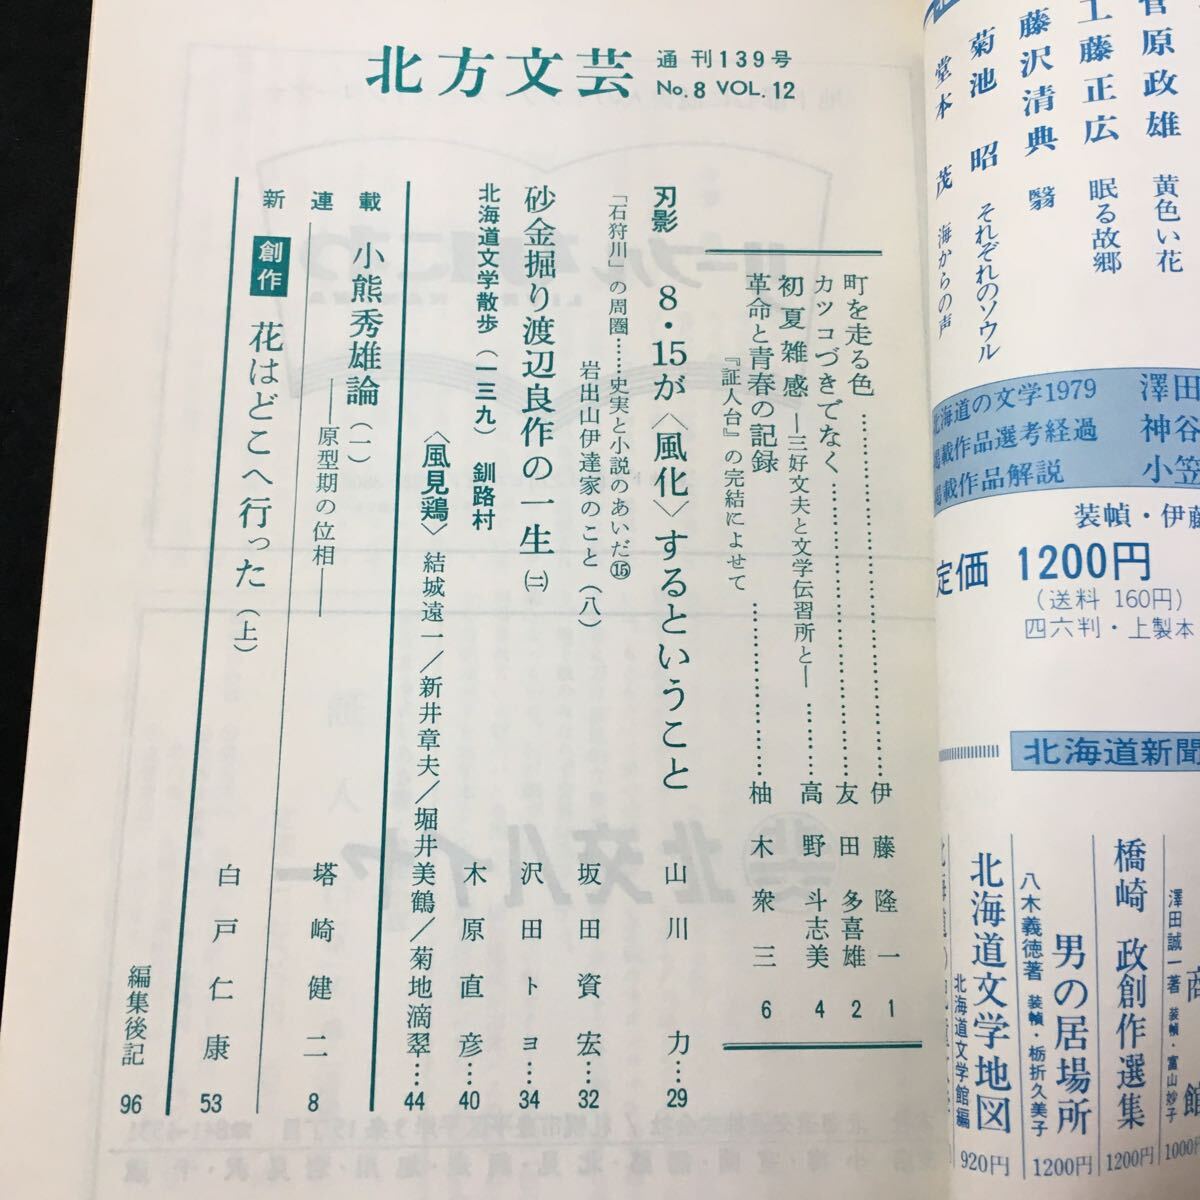 北方文芸
通刊139号
No.8 VOL.12
町を走る色…………伊藤隆一 1
カッコづきでなく…………友田多喜雄 2
初夏雑感―三好文夫と文学伝習所と―…………高野斗志美 4
革命と青春の記録
『証人台』の完結によせて…………柚木衆三 6
刃影 8・15が〈風化〉するということ 山川力…29
「石狩川」の周圏……史実と小説のあいだ⑮
岩出山伊達家のこと(八) 坂田資宏…32
砂金掘り渡辺良作の一生㈡ 沢田トヨ…34
北海道文学散歩(一三九) 釧路村 木原直彦…40
〈風見鶏〉結城遠一/新井章夫/堀井美鶴/菊地滴翠…44
新連載 小熊秀雄論(一)
――原型期の位相―― 塔崎健二 8
創作 花はどこへ行った(上) 白戸仁康 53
編集後記 96
菅原政雄 黄色い花
工藤正広 眠る故郷
藤沢清典 翳
菊池昭 それぞれのソウル
堂本茂 海からの声
北海道の文学1979 澤田
掲載作品選考経過 神谷
掲載作品解説 小笠
装幀・伊藤
定価 1200円
(送料 160円)
四六判・上製本
北海道新聞
澤田誠一著 装幀・富山妙子
商館
1000円
橋崎 政創作選集
1200円
男の居場所
八木義徳著 装幀・栃折久美子
1200円
北海道文学地図
北海道文学館編
920円